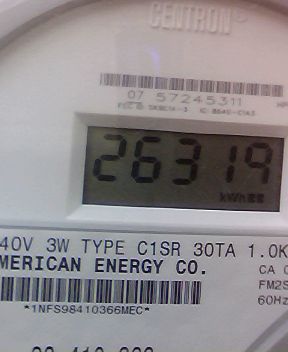 CENTRON®
07 57245311
26319
kWh
40V 3W TYPE C1SR 30TA 1.0K
MERICAN ENERGY CO.
CA
FM2S
60Hz
*1NFS98410366MEC*